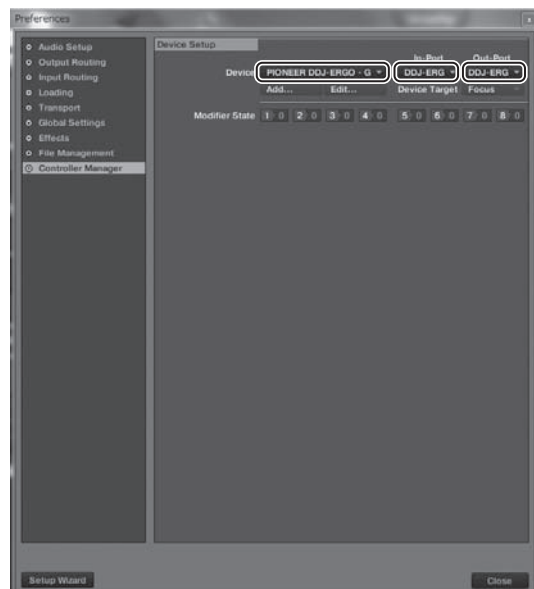 Preferences
Audio Setup
Output Routing
Input Routing
Loading
Transport
Global Settings
Effects
File Management
Controller Manager
Device Setup
In-Port Out-Port
Device PIONEER DDJ-ERGO - G DDJ-ERG DDJ-ERG
Add... Edit... Device Target Focus
Modifier State 1 0 2 0 3 0 4 0 5 0 6 0 7 0 8 0
Setup Wizard Close